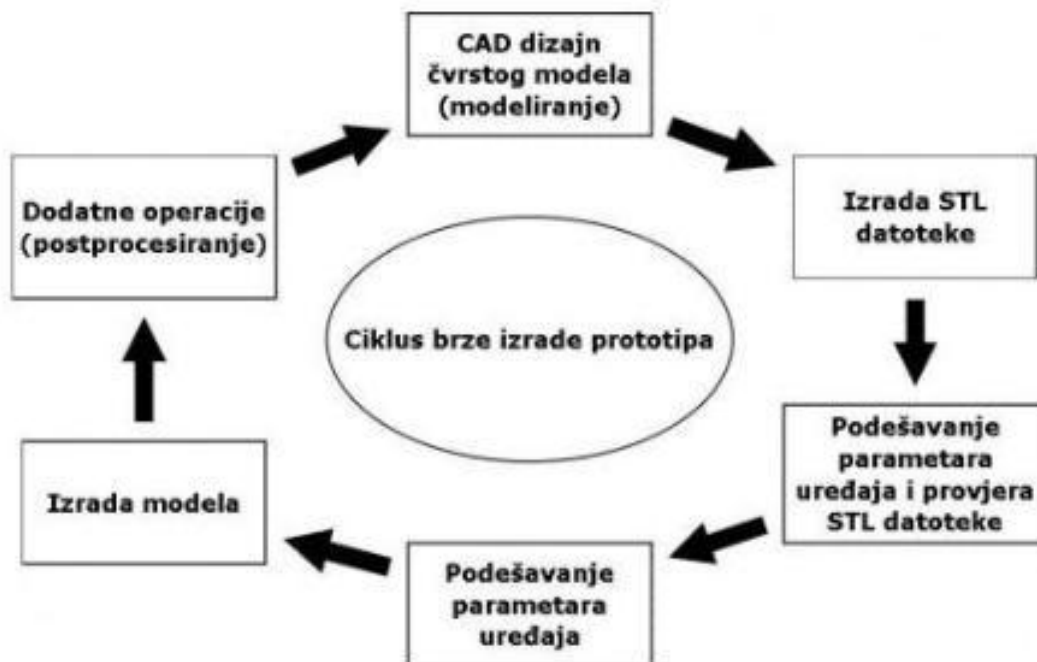 CAD dizajn
čvrstog modela
(modeliranje)
Izrada STL
datoteke
Podešavanje
parametara
uređaja i provjera
STL datoteke
Podešavanje
parametara
uređaja
Izrada modela
Dodatne operacije
(postprocesiranje)
Ciklus brze izrade prototipa